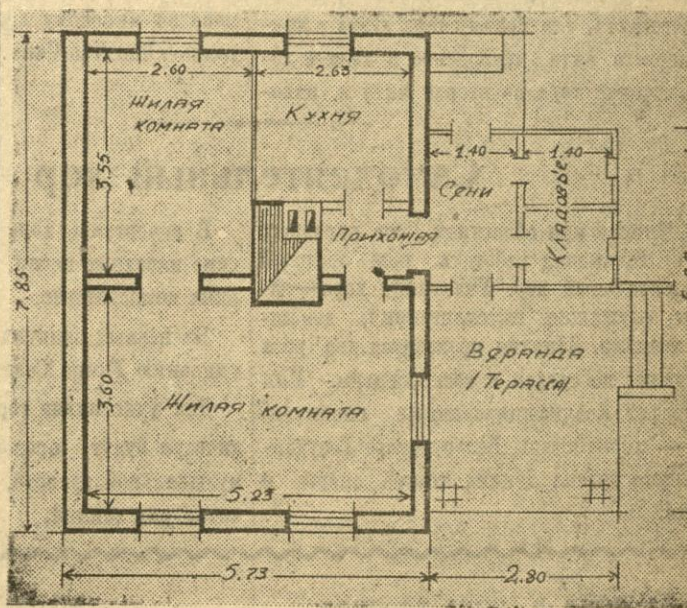 2.60
2.63
Жилая
комната
Кухня
3.55
1.40
1.40
Сени
Кладовые
Прихожая
7.85
Веранда
/Терасса/
3.60
Жилая комната
5.23
5.73
2.80